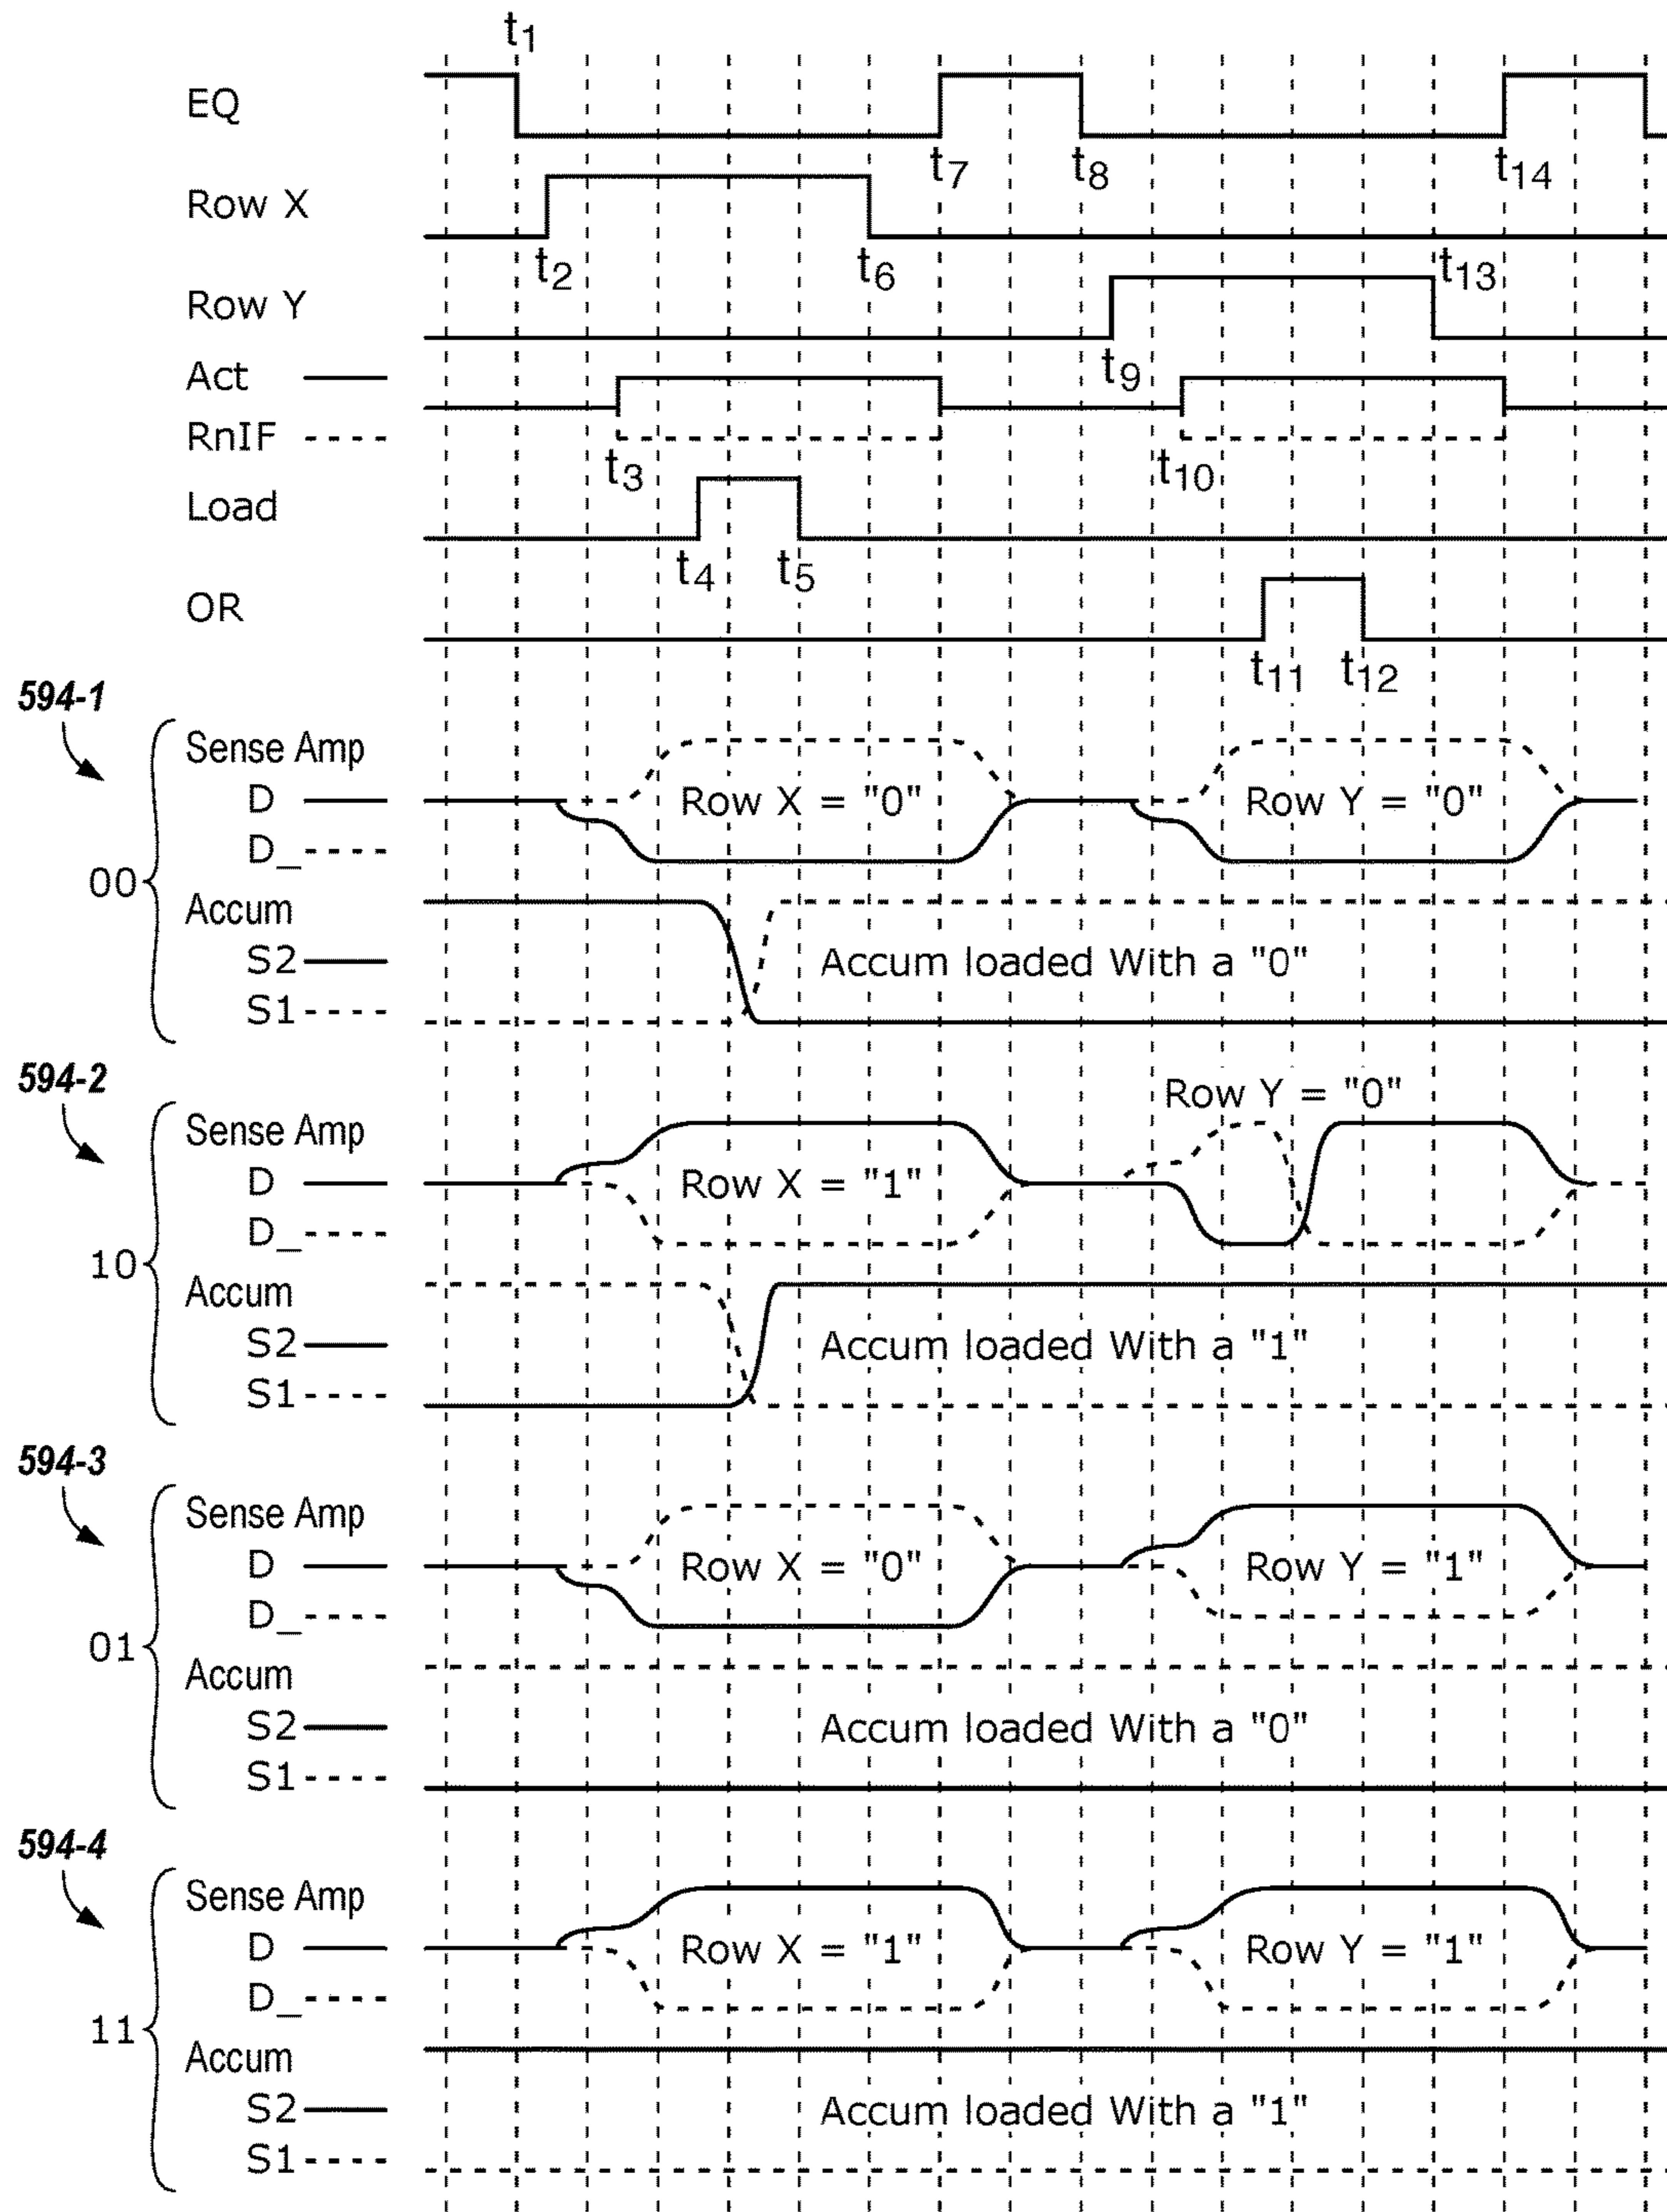 t1
EQ
t7 t8 t14
Row X
t2 t6 t13
Row Y
t9
Act
RnIF
t3 t10
Load
t4 t5
OR
t11 t12
594-1
Sense Amp
D Row X = "0" Row Y = "0"
D_
00
Accum
S2 Accum loaded With a "0"
S1
594-2
Row Y = "0"
Sense Amp
D Row X = "1"
D_
10
Accum
S2 Accum loaded With a "1"
S1
594-3
Sense Amp
D Row X = "0" Row Y = "1"
D_
01
Accum
S2 Accum loaded With a "0"
S1
594-4
Sense Amp
D Row X = "1" Row Y = "1"
D_
11
Accum
S2 Accum loaded With a "1"
S1